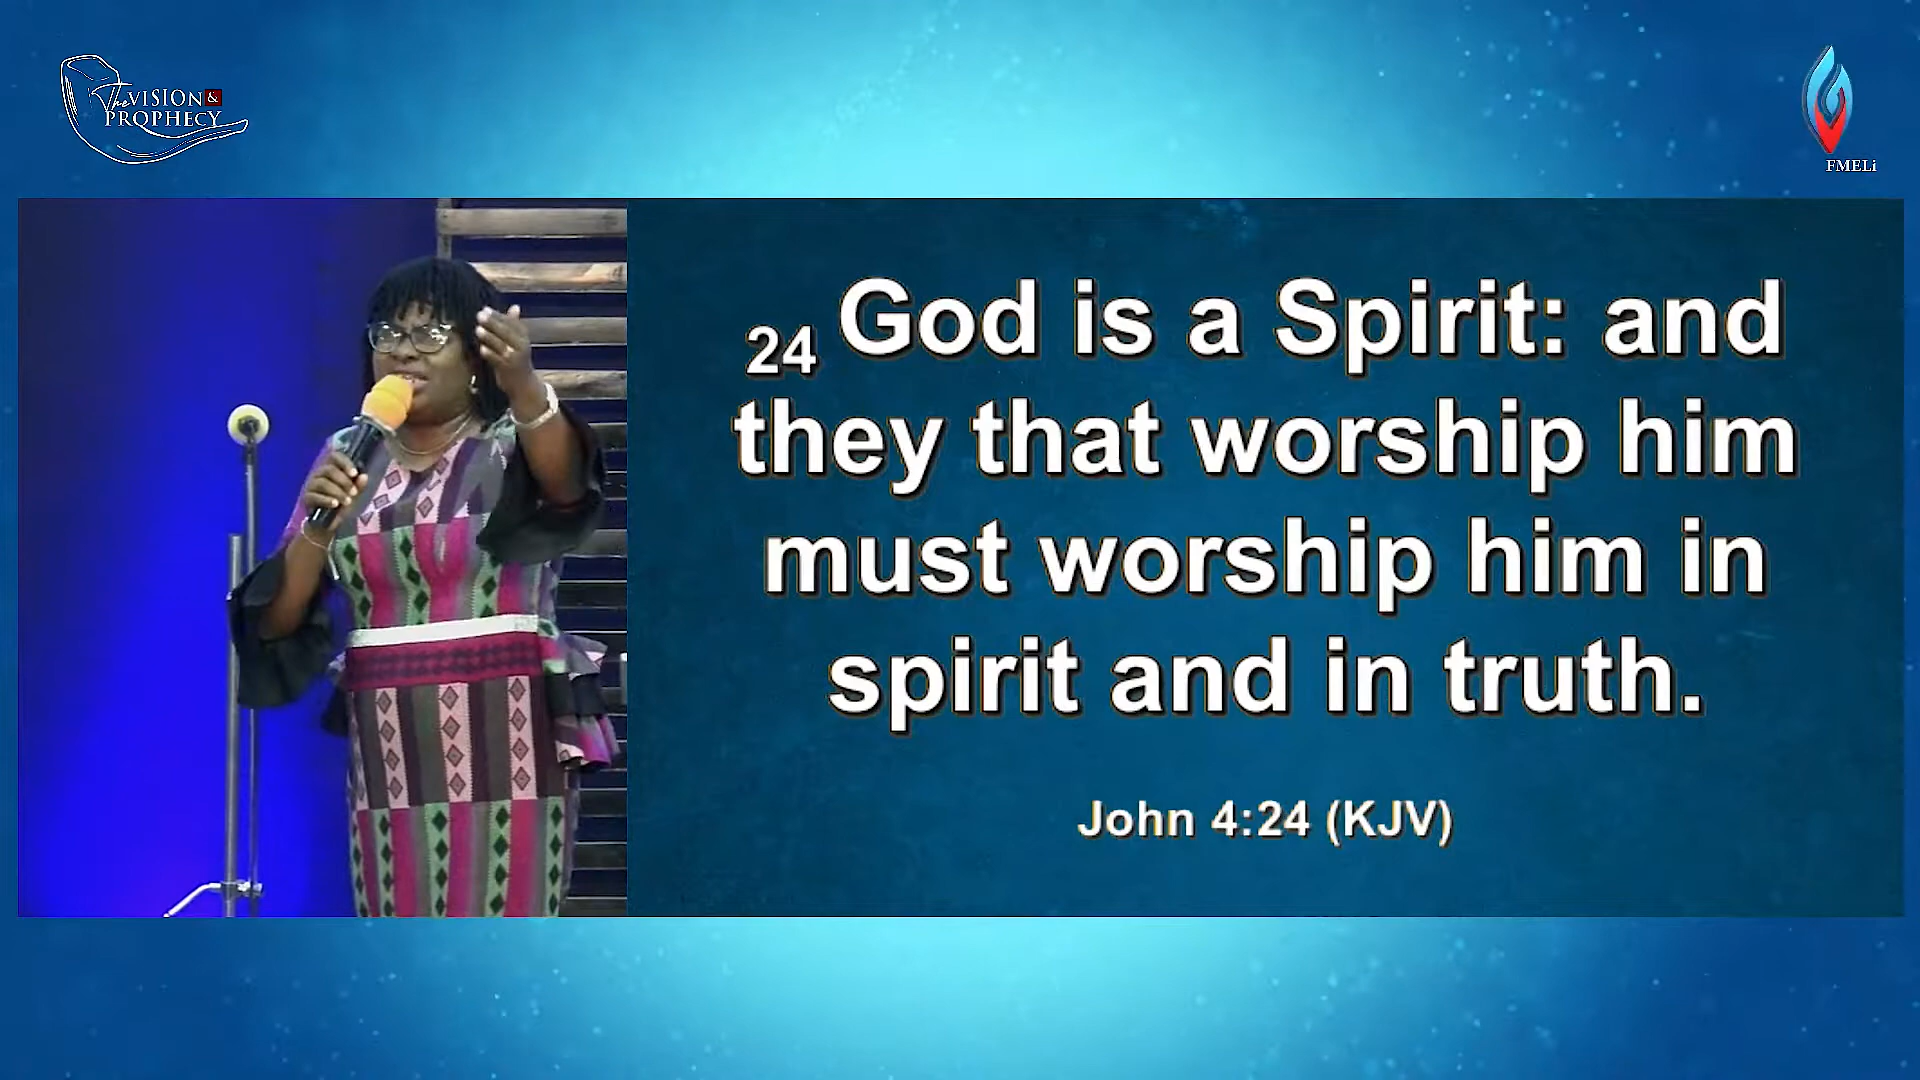 The VISION &
PROPHECY
FMELi
24 God is a Spirit: and
they that worship him
must worship him in
spirit and in truth.
John 4:24 (KJV)